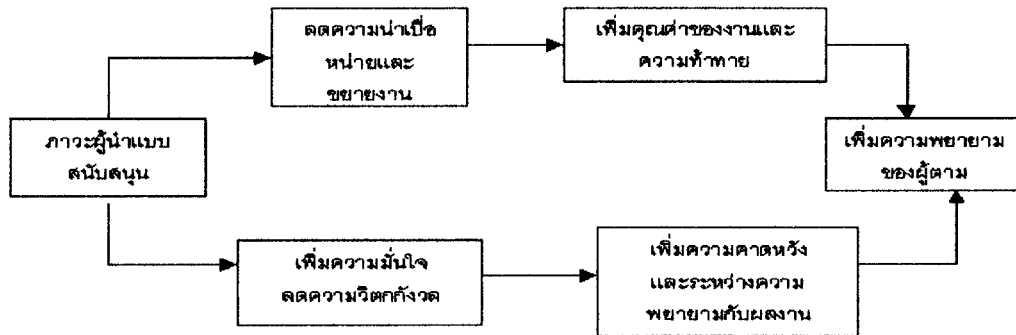 ลดความน่าเบื่อ
หน่ายและ
ขยายงาน
เพิ่มคุณค่าของงานและ
ความท้าทาย
ภาวะผู้นำแบบ
สนับสนุน
เพิ่มความพยายาม
ของผู้ตาม
เพิ่มความมั่นใจ
ลดความวิตกกังวล
เพิ่มความคาดหวัง
และระหว่างความ
พยายามกับผลงาน